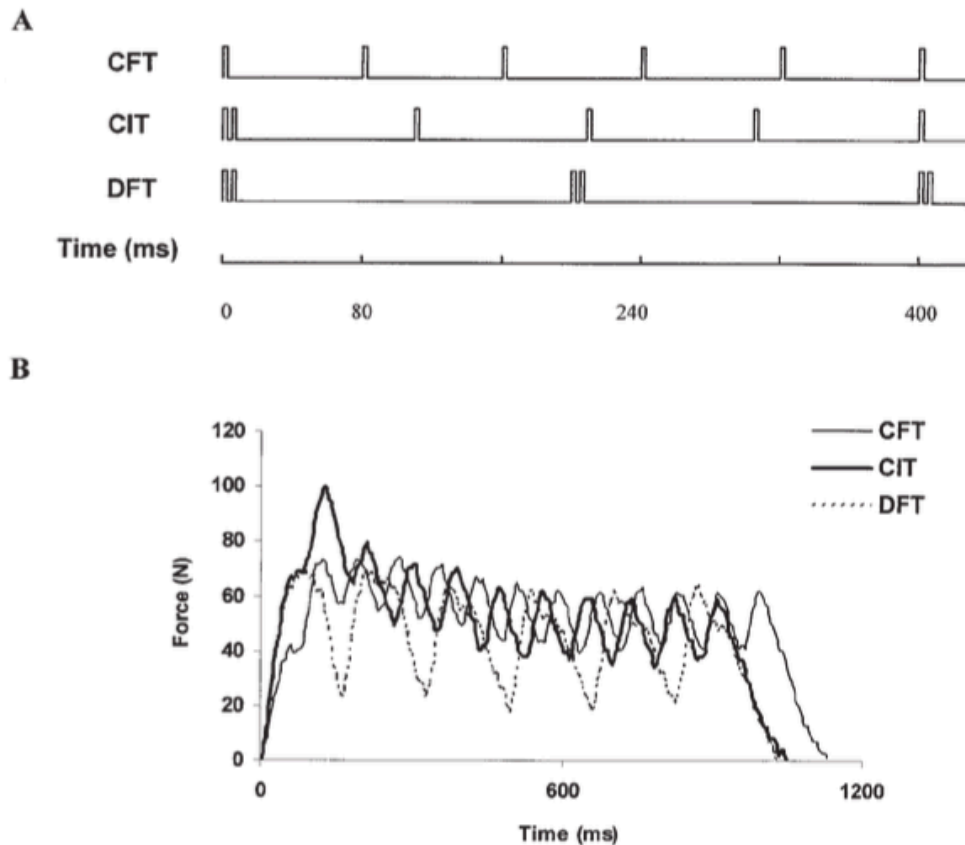 A
CFT
CIT
DFT
Time (ms)
0 80 240 400
B
120
100
80
60
40
20
0
Force (N)
0 600 1200
Time (ms)
CFT
CIT
DFT